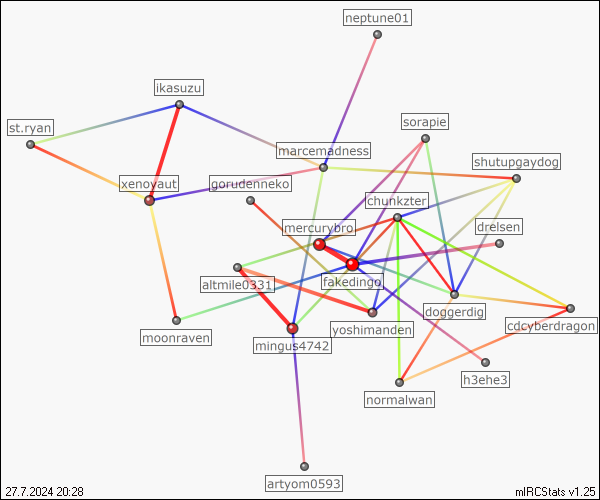 neptune01
ikasuzu
st.ryan
sorapie
marcemadness
shutupgaydog
xenoyaut
gorudenneko
chunkzter
mercurybro
drelsen
fakedingo
altmile0331
doggerdig
yoshimanden
cdcyberdragon
moonraven
mingus4742
h3ehe3
normalwan
artyom0593
27.7.2024 20:28
mIRCStats v1.25